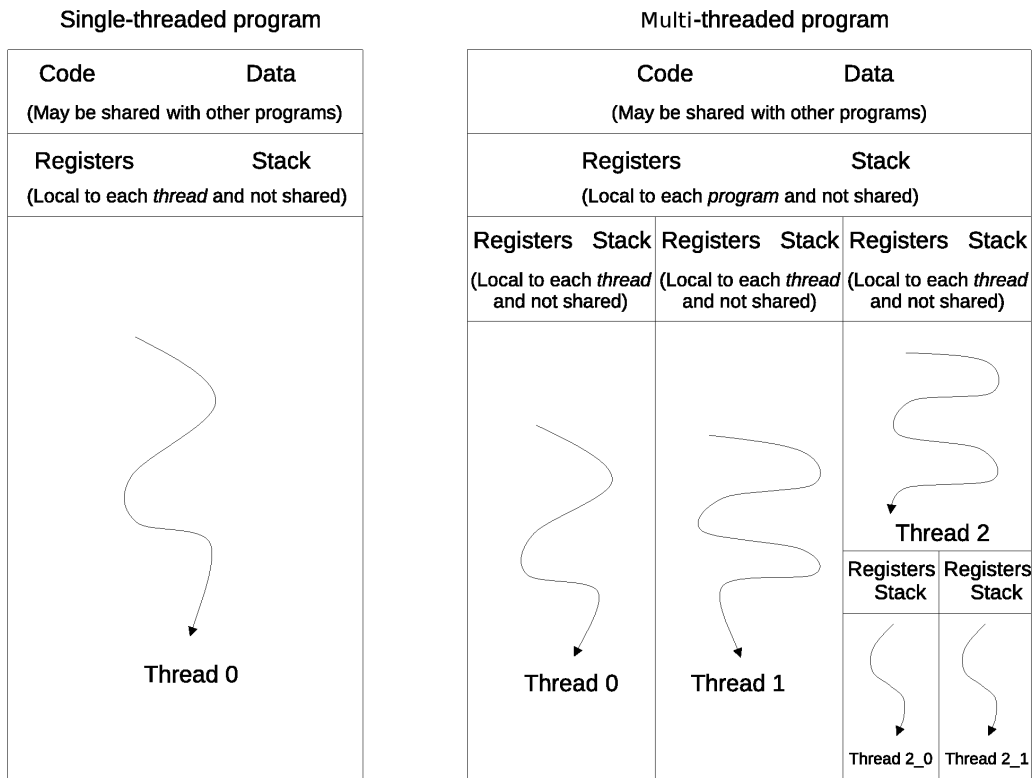 Single-threaded program
Code Data
(May be shared with other programs)
Registers Stack
(Local to each thread and not shared)
Thread 0
Multi-threaded program
Code Data
(May be shared with other programs)
Registers Stack
(Local to each program and not shared)
Registers Stack
(Local to each thread
and not shared)
Thread 0
Registers Stack
(Local to each thread
and not shared)
Thread 1
Registers Stack
(Local to each thread
and not shared)
Thread 2
Registers
Stack
Thread 2_0
Registers
Stack
Thread 2_1